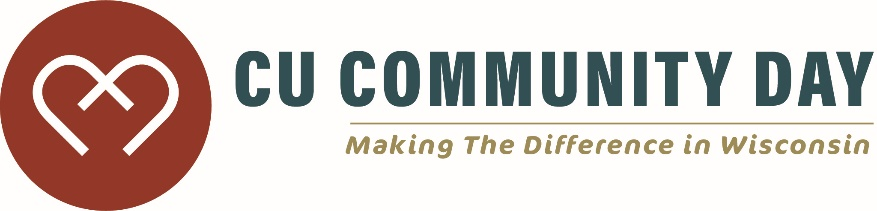 CU COMMUNITY DAY
Making The Difference in Wisconsin